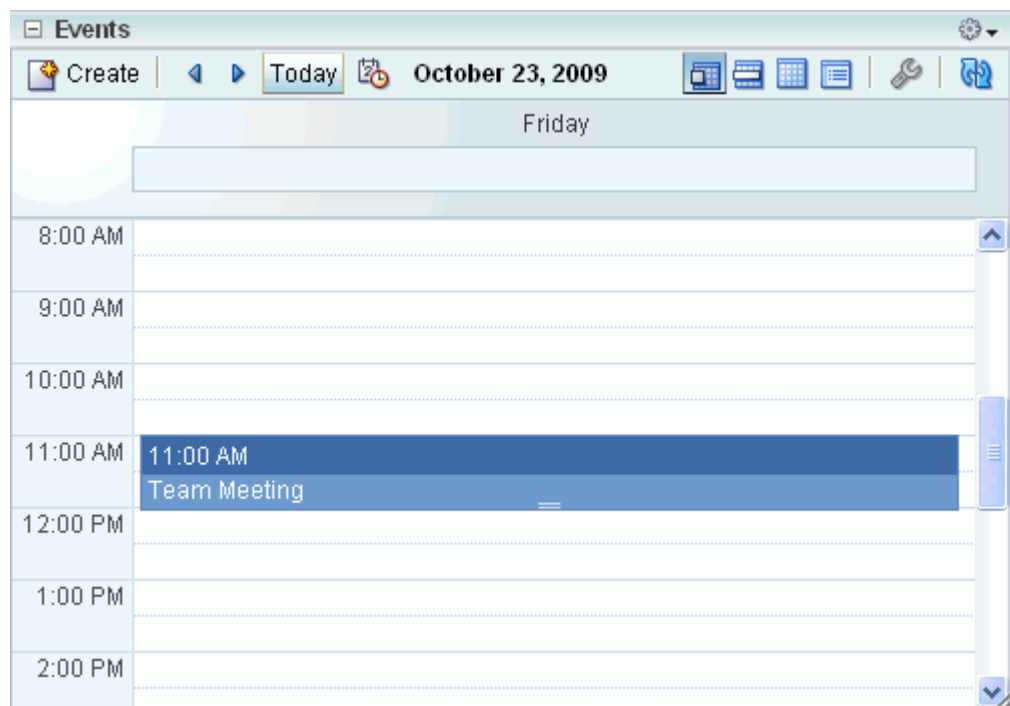 Events
Create Today October 23, 2009
Friday
8:00 AM
9:00 AM
10:00 AM
11:00 AM
11:00 AM
Team Meeting
12:00 PM
1:00 PM
2:00 PM